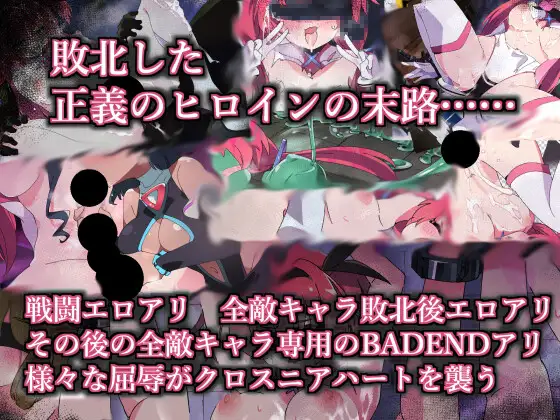 敗北した
正義のヒロインの末路……
戦闘エロアリ 全敵キャラ敗北後エロアリ
その後の全敵キャラ専用のBADENDアリ
様々な屈辱がクロスニアハートを襲う